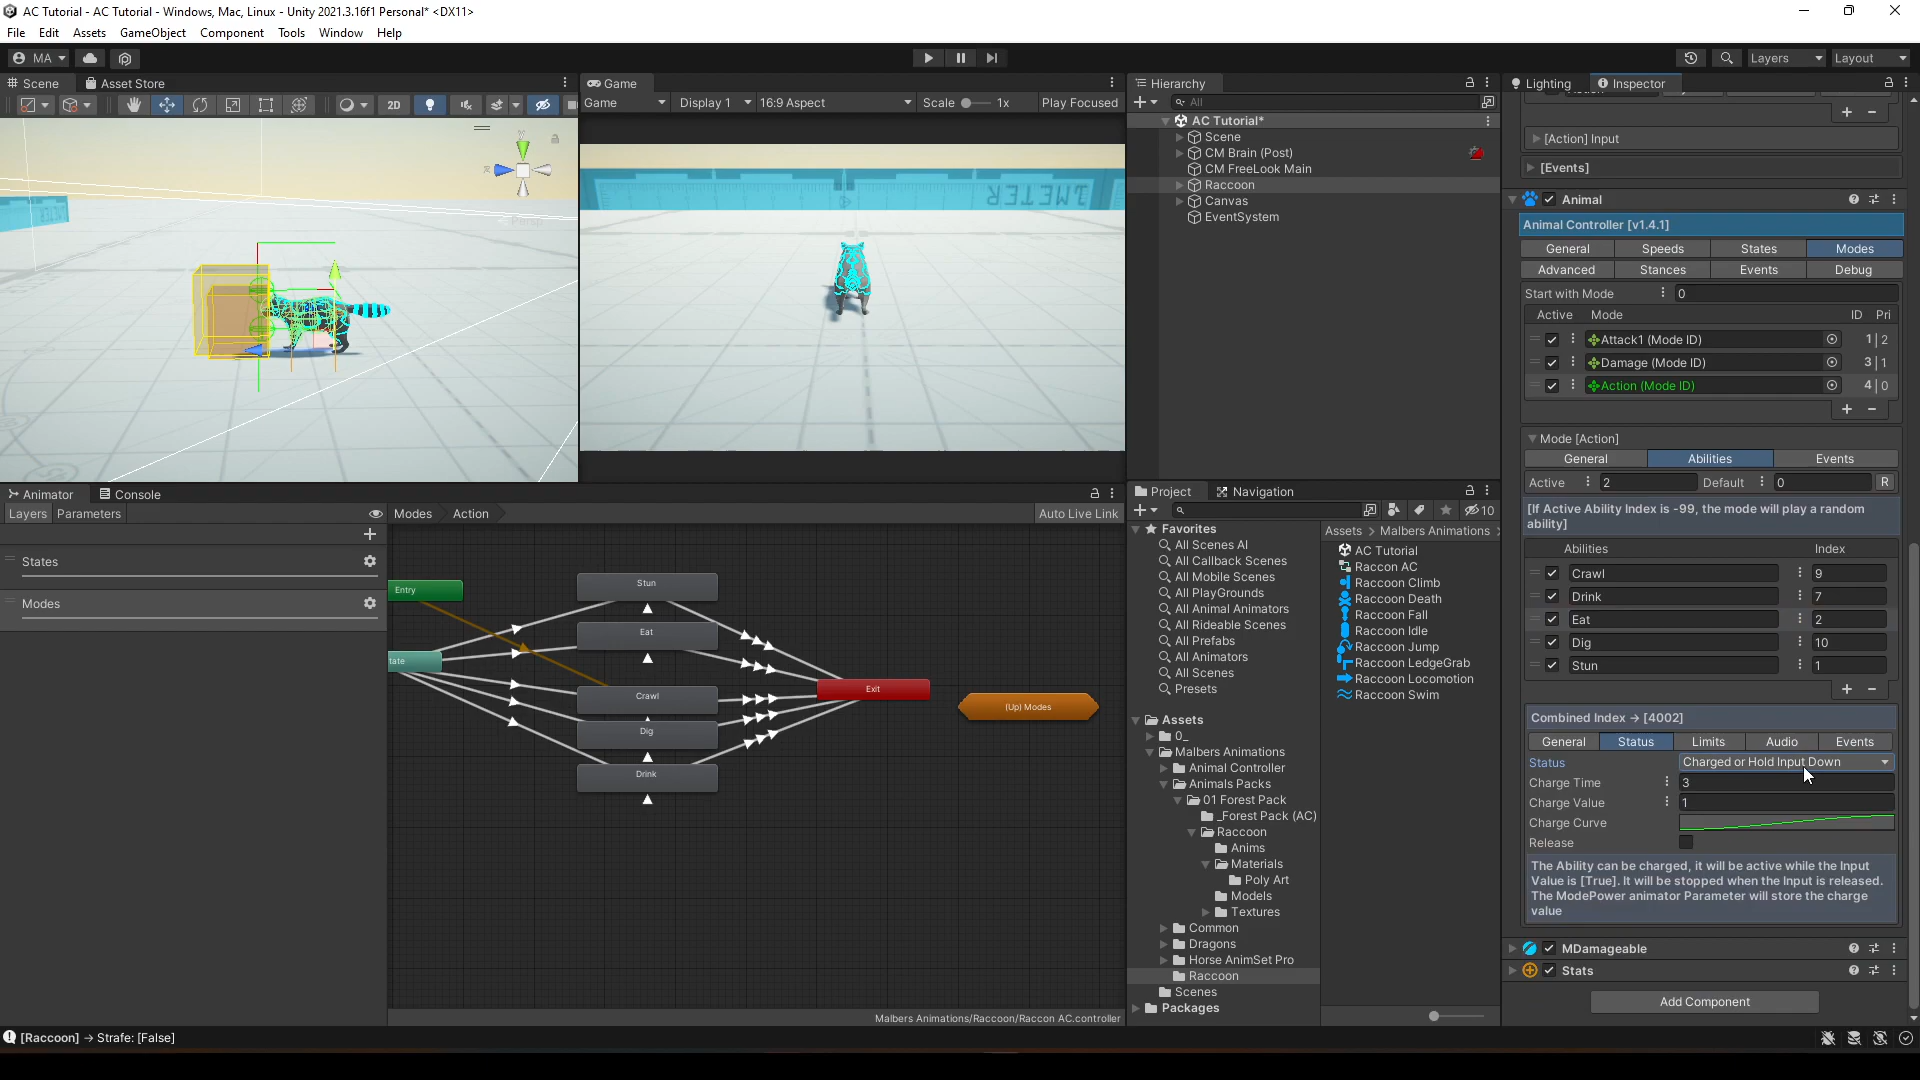 AC Tutorial - AC Tutorial - Windows, Mac, Linux - Unity 2021.3.16f1 Personal* <DX11>
File Edit Assets GameObject Component Tools Window Help
MA Layers Layout
Scene Asset Store
2D
Game
Game Display 1 16:9 Aspect Scale 1x Play Focused
1METER
Hierarchy
All
AC Tutorial*
Scene
CM Brain (Post)
CM FreeLook Main
Raccoon
Canvas
EventSystem
Animator Console
Layers Parameters
Modes Action Auto Live Link
States
Modes
Entry
Stun
Eat
Crawl
Dig
Drink
Exit
(Up) Modes
Malbers Animations/Raccoon/Raccon AC.controller
Project Navigation
10
Favorites
All Scenes AI
All Callback Scenes
All Mobile Scenes
All PlayGrounds
All Animal Animators
All Rideable Scenes
All Prefabs
All Animators
All Scenes
Presets
Assets
0_
Malbers Animations
Animal Controller
Animals Packs
01 Forest Pack
_Forest Pack (AC)
Raccoon
Anims
Materials
Poly Art
Models
Textures
Common
Dragons
Horse AnimSet Pro
Raccoon
Scenes
Packages
Assets > Malbers Animations >
AC Tutorial
Raccon AC
Raccoon Climb
Raccoon Death
Raccoon Fall
Raccoon Idle
Raccoon Jump
Raccoon LedgeGrab
Raccoon Locomotion
Raccoon Swim
Lighting Inspector
[Action] Input
[Events]
Animal
Animal Controller [v1.4.1]
General Speeds States Modes
Advanced Stances Events Debug
Start with Mode 0
Active Mode ID Pri
Attack1 (Mode ID) 1 | 2
Damage (Mode ID) 3 | 1
Action (Mode ID) 4 | 0
Mode [Action]
General Abilities Events
Active 2 Default 0 R
[If Active Ability Index is -99, the mode will play a random
ability]
Abilities Index
Crawl 9
Drink 7
Eat 2
Dig 10
Stun 1
Combined Index -> [4002]
General Status Limits Audio Events
Status Charged or Hold Input Down
Charge Time 3
Charge Value 1
Charge Curve
Release
The Ability can be charged, it will be active while the Input
Value is [True]. It will be stopped when the Input is released.
The ModePower animator Parameter will store the charge
value
MDamageable
Stats
Add Component
[Raccoon] -> Strafe: [False]